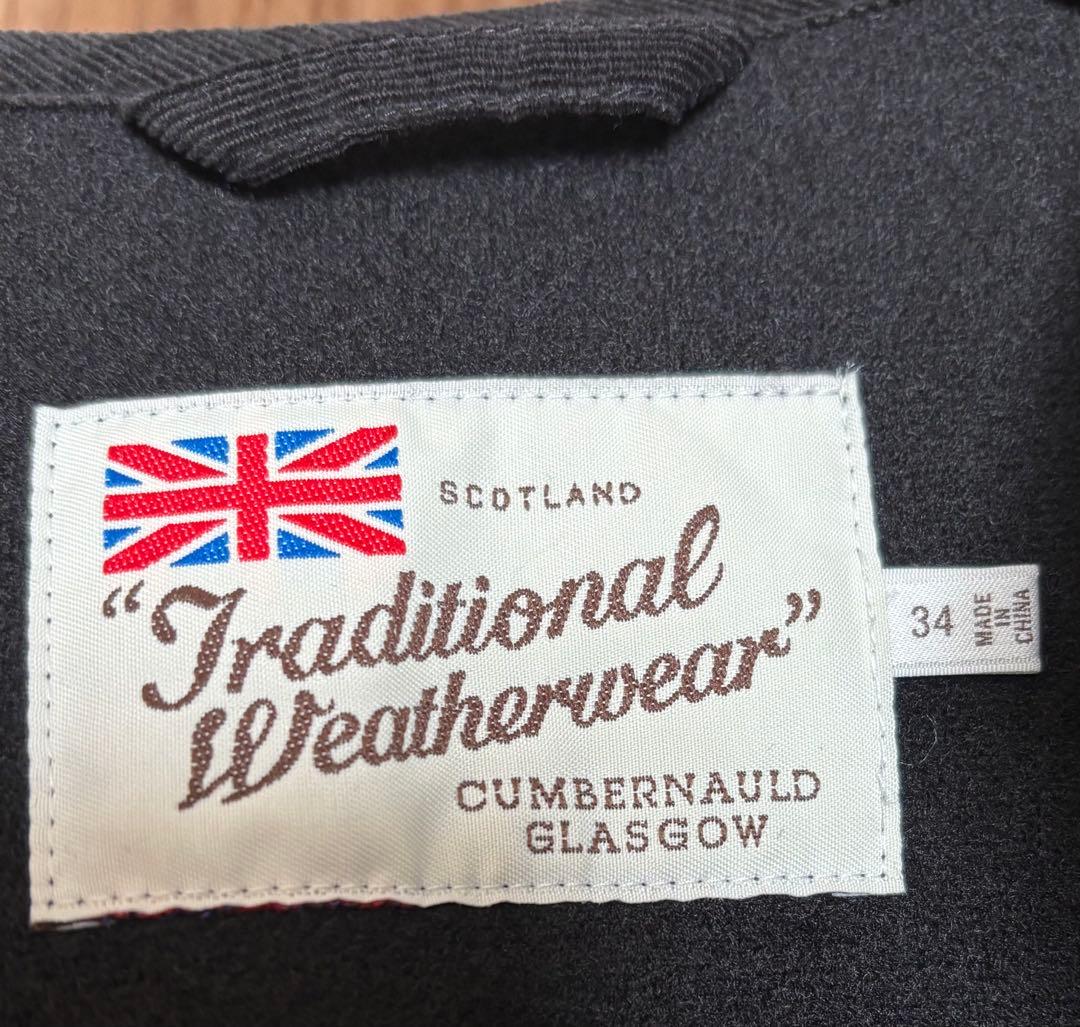 SCOTLAND
"Traditional
Weatherwear"
CUMBERNAULD
GLASGOW
34
MADE
IN
CHINA